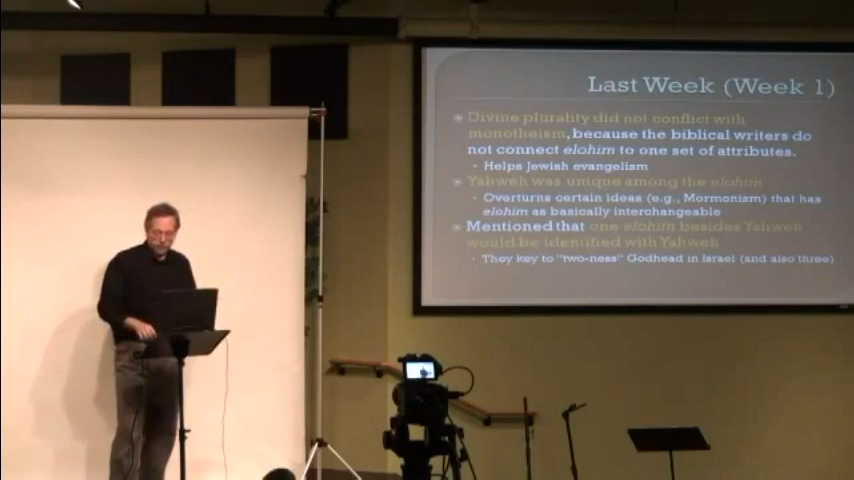 Last Week (Week 1)
Divine plurality did not conflict with
monotheism, because the biblical writers do
not connect elohim to one set of attributes.
Helps Jewish evangelism
Yahweh was unique among the elohim
Overturns certain ideas (e.g., Mormonism) that has
elohim as basically interchangeable
Mentioned that one elohim besides Yahweh
would be identified with Yahweh
They key to "two-ness" Godhead in Israel (and also three)